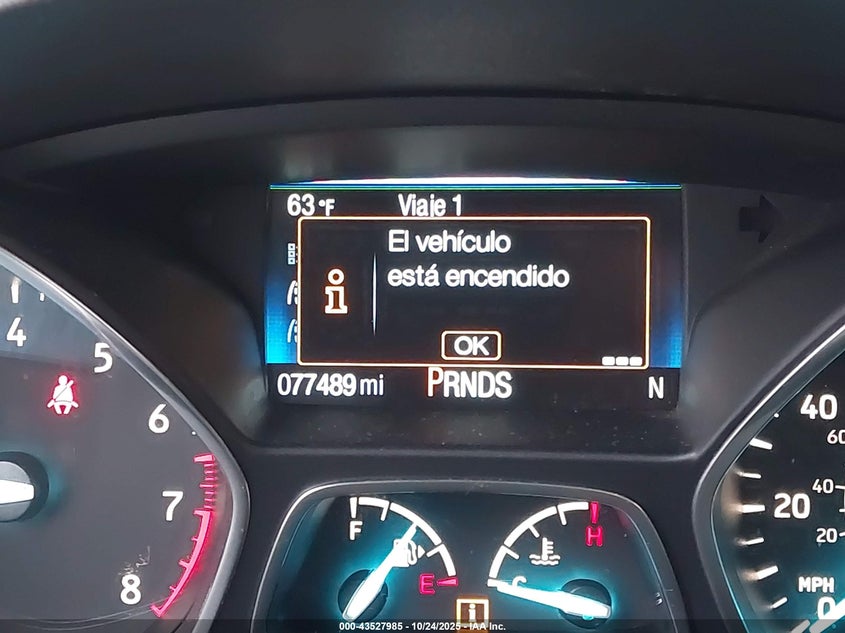 63°F Viaje 1
El vehículo
está encendido
OK
077489 mi PRNDS N
4
5
6
7
8
F
E
H
C
40
60
20
40
20
MPH
0
000-43527985 - 10/24/2025 - IAA Inc.